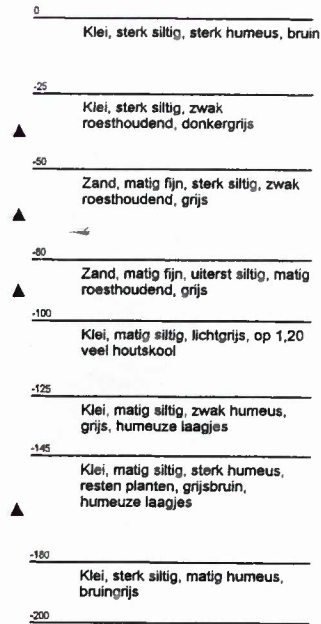 0
Klei, sterk siltig, sterk humeus, bruin
-25
Klei, sterk siltig, zwak
roesthoudend, donkergrijs
-50
Zand, matig fijn, sterk siltig, zwak
roesthoudend, grijs
-80
Zand, matig fijn, uiterst siltig, matig
roesthoudend, grijs
-100
Klei, matig siltig, lichtgrijs, op 1,20
veel houtskool
-125
Klei, matig siltig, zwak humeus,
grijs, humeuze laagjes
-145
Klei, matig siltig, sterk humeus,
resten planten, grijsbruin,
humeuze laagjes
-180
Klei, sterk siltig, matig humeus,
bruingrijs
-200